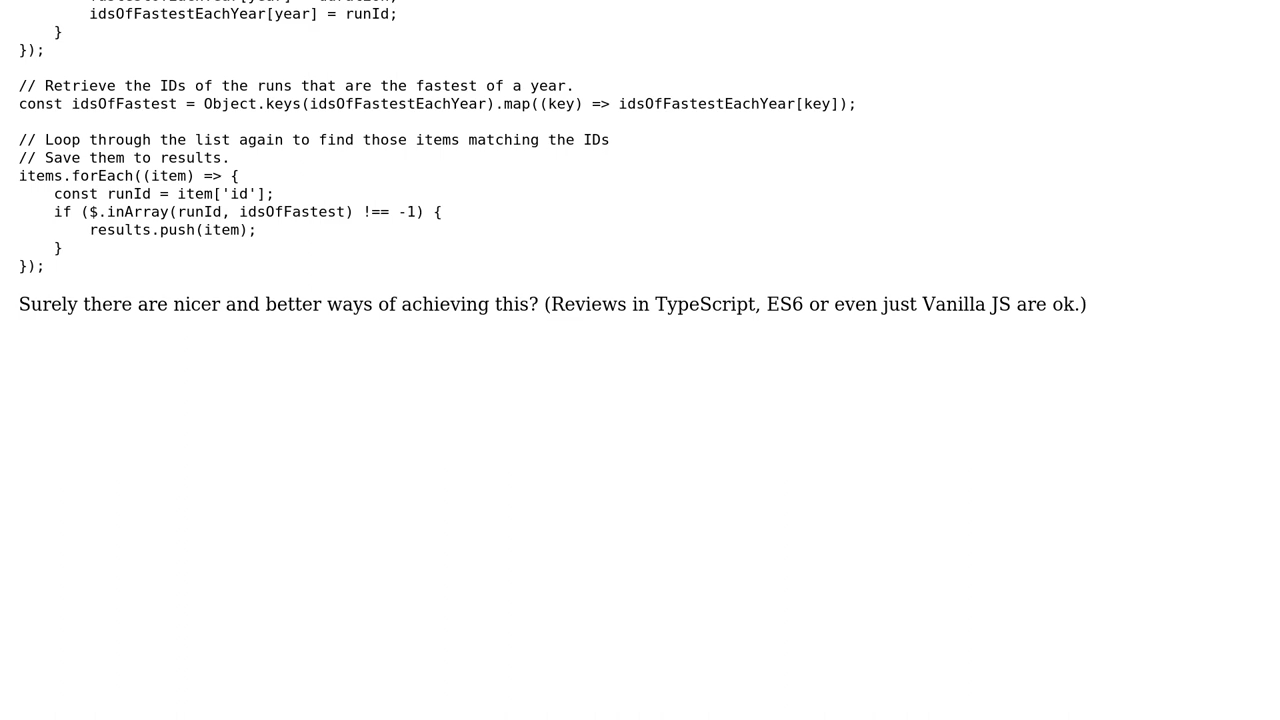 idsOfFastestEachYear[year] = runId;
}
});
// Retrieve the IDs of the runs that are the fastest of a year.
const idsOfFastest = Object.keys(idsOfFastestEachYear).map((key) => idsOfFastestEachYear[key]);
// Loop through the list again to find those items matching the IDs
// Save them to results.
items.forEach((item) => {
const runId = item['id'];
if ($.inArray(runId, idsOfFastest) !== -1) {
results.push(item);
}
});
Surely there are nicer and better ways of achieving this? (Reviews in TypeScript, ES6 or even just Vanilla JS are ok.)